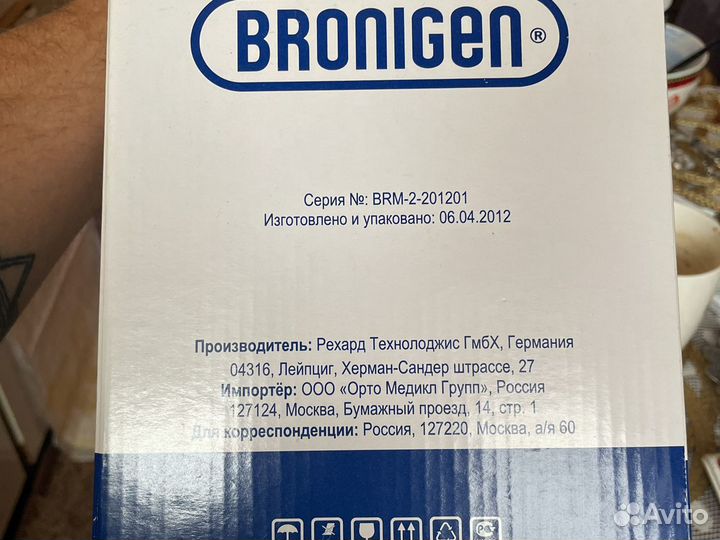 BRONIGEN®
Серия №: BRM-2-201201
Изготовлено и упаковано: 06.04.2012
Производитель: Рехард Технолоджис ГмбХ, Германия
04316, Лейпциг, Херман-Сандер штрассе, 27
Импортёр: ООО «Орто Медикл Групп», Россия
127124, Москва, Бумажный проезд, 14, стр. 1
Для корреспонденции: Россия, 127220, Москва, а/я 60
Avito